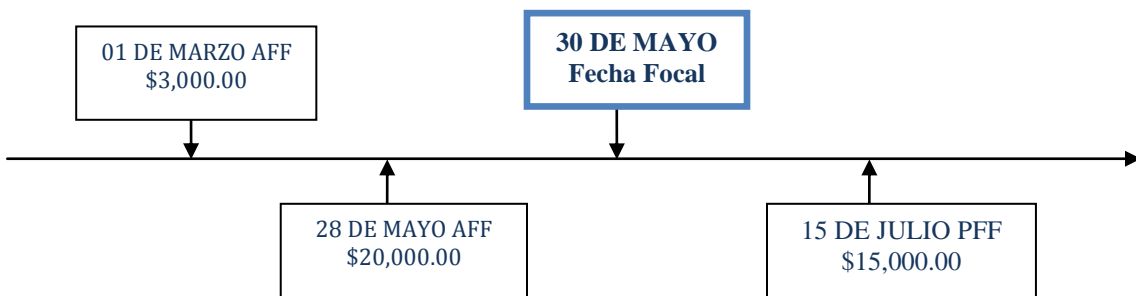 01 DE MARZO AFF
$3,000.00
30 DE MAYO
Fecha Focal
28 DE MAYO AFF
$20,000.00
15 DE JULIO PFF
$15,000.00